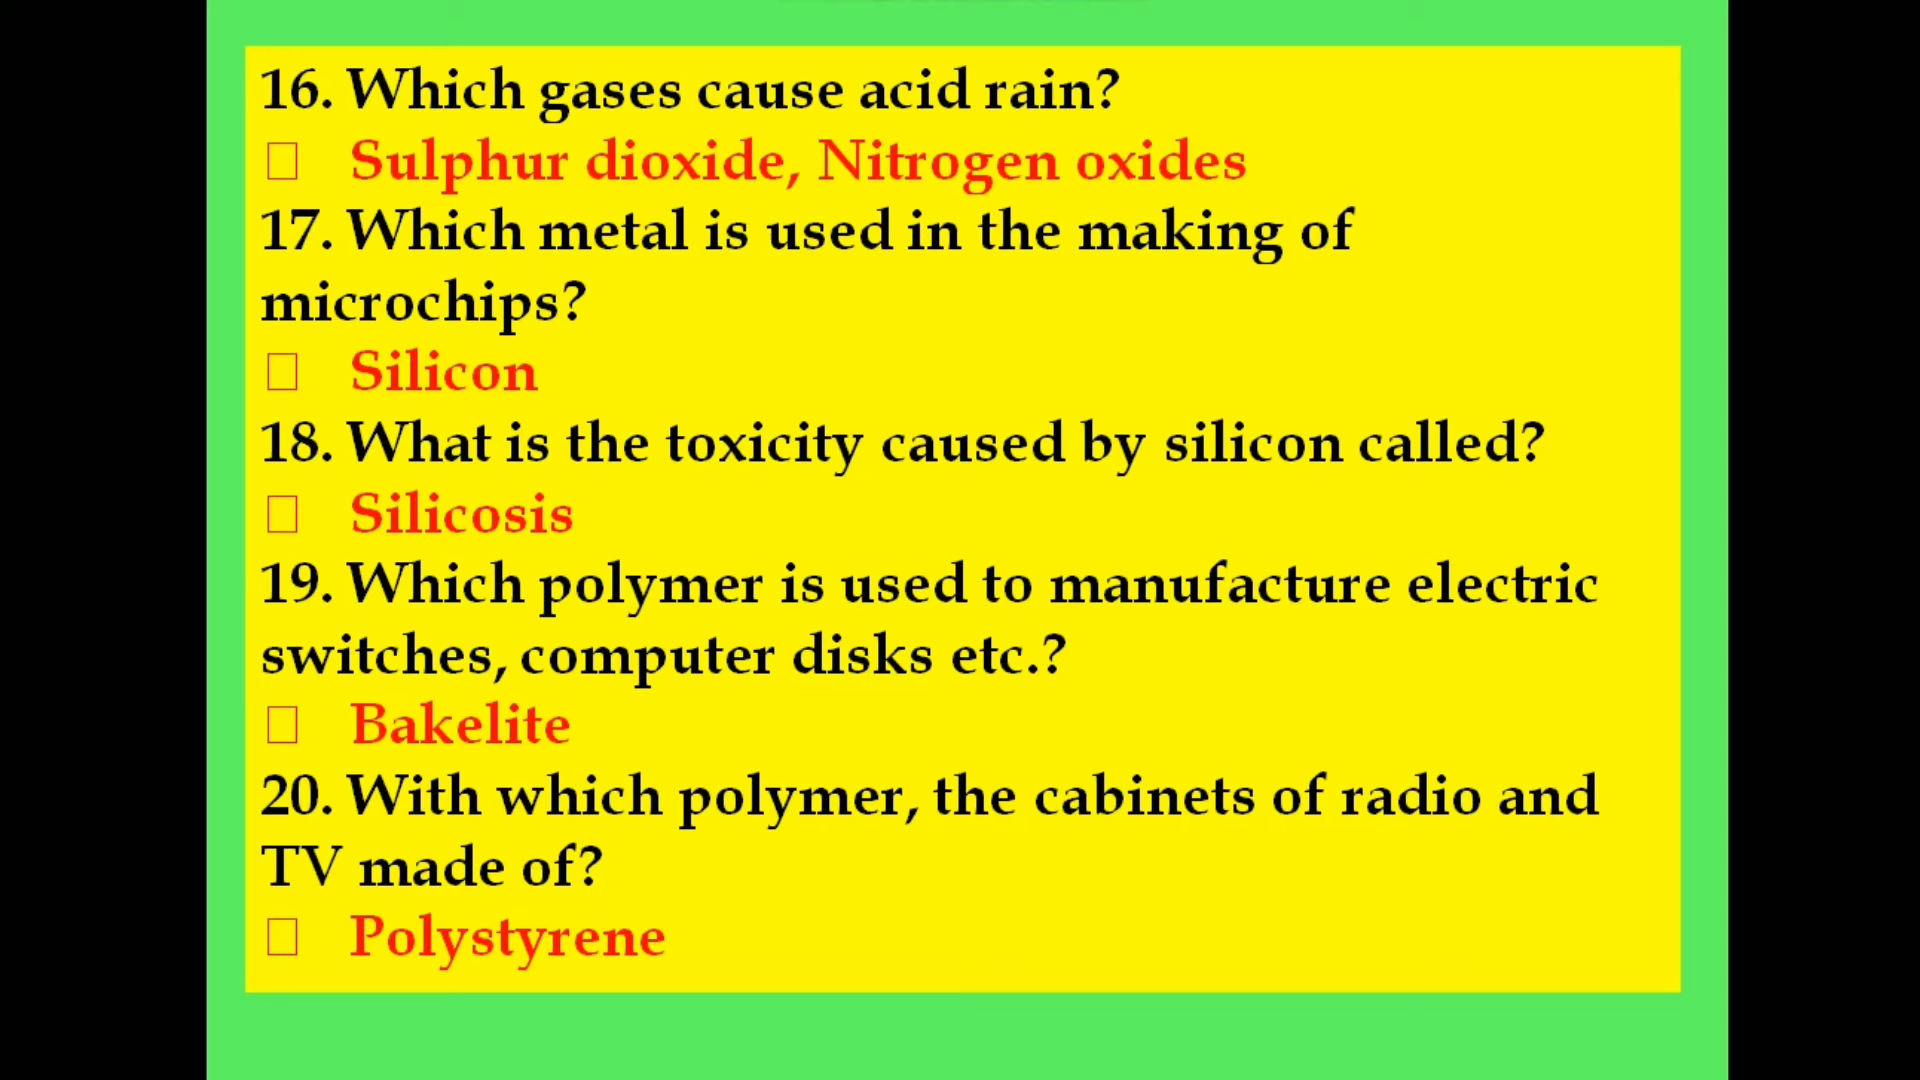 16. Which gases cause acid rain?
□ Sulphur dioxide, Nitrogen oxides
17. Which metal is used in the making of
microchips?
□ Silicon
18. What is the toxicity caused by silicon called?
□ Silicosis
19. Which polymer is used to manufacture electric
switches, computer disks etc.?
□ Bakelite
20. With which polymer, the cabinets of radio and
TV made of?
□ Polystyrene